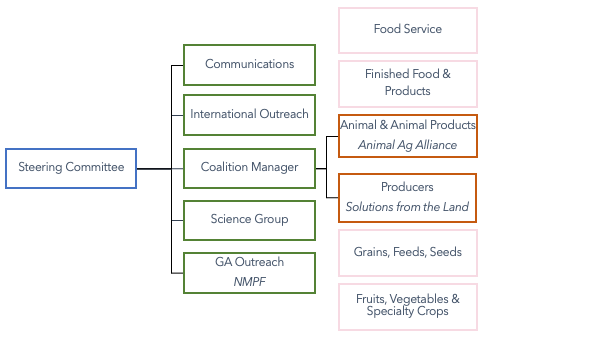 Steering Committee
Communications
International Outreach
Coalition Manager
Science Group
GA Outreach
NMPF
Food Service
Finished Food &
Products
Animal & Animal Products
Animal Ag Alliance
Producers
Solutions from the Land
Grains, Feeds, Seeds
Fruits, Vegetables &
Specialty Crops